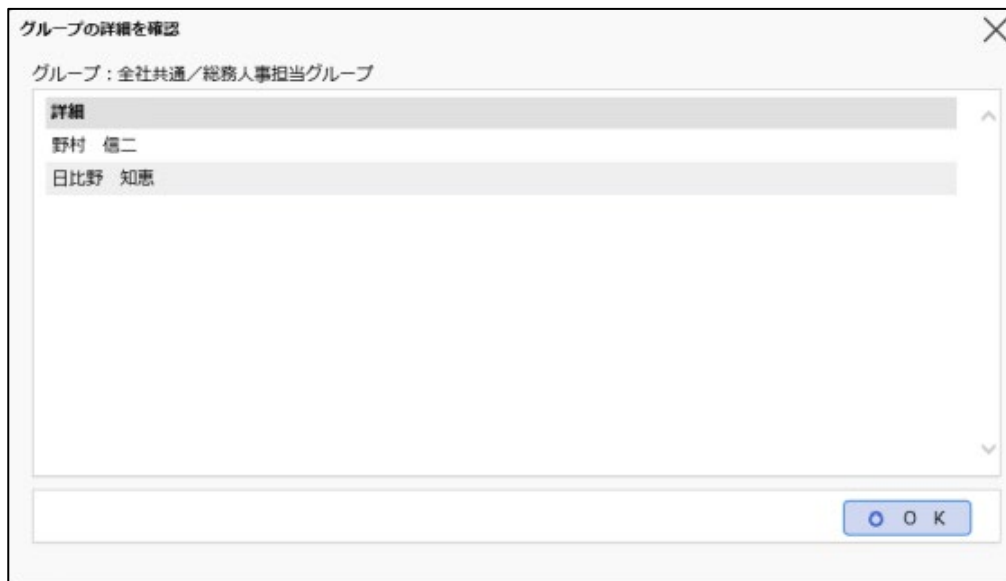 グループの詳細を確認
グループ：全社共通／総務人事担当グループ
詳細
野村　信二
日比野　知恵
ＯＫ